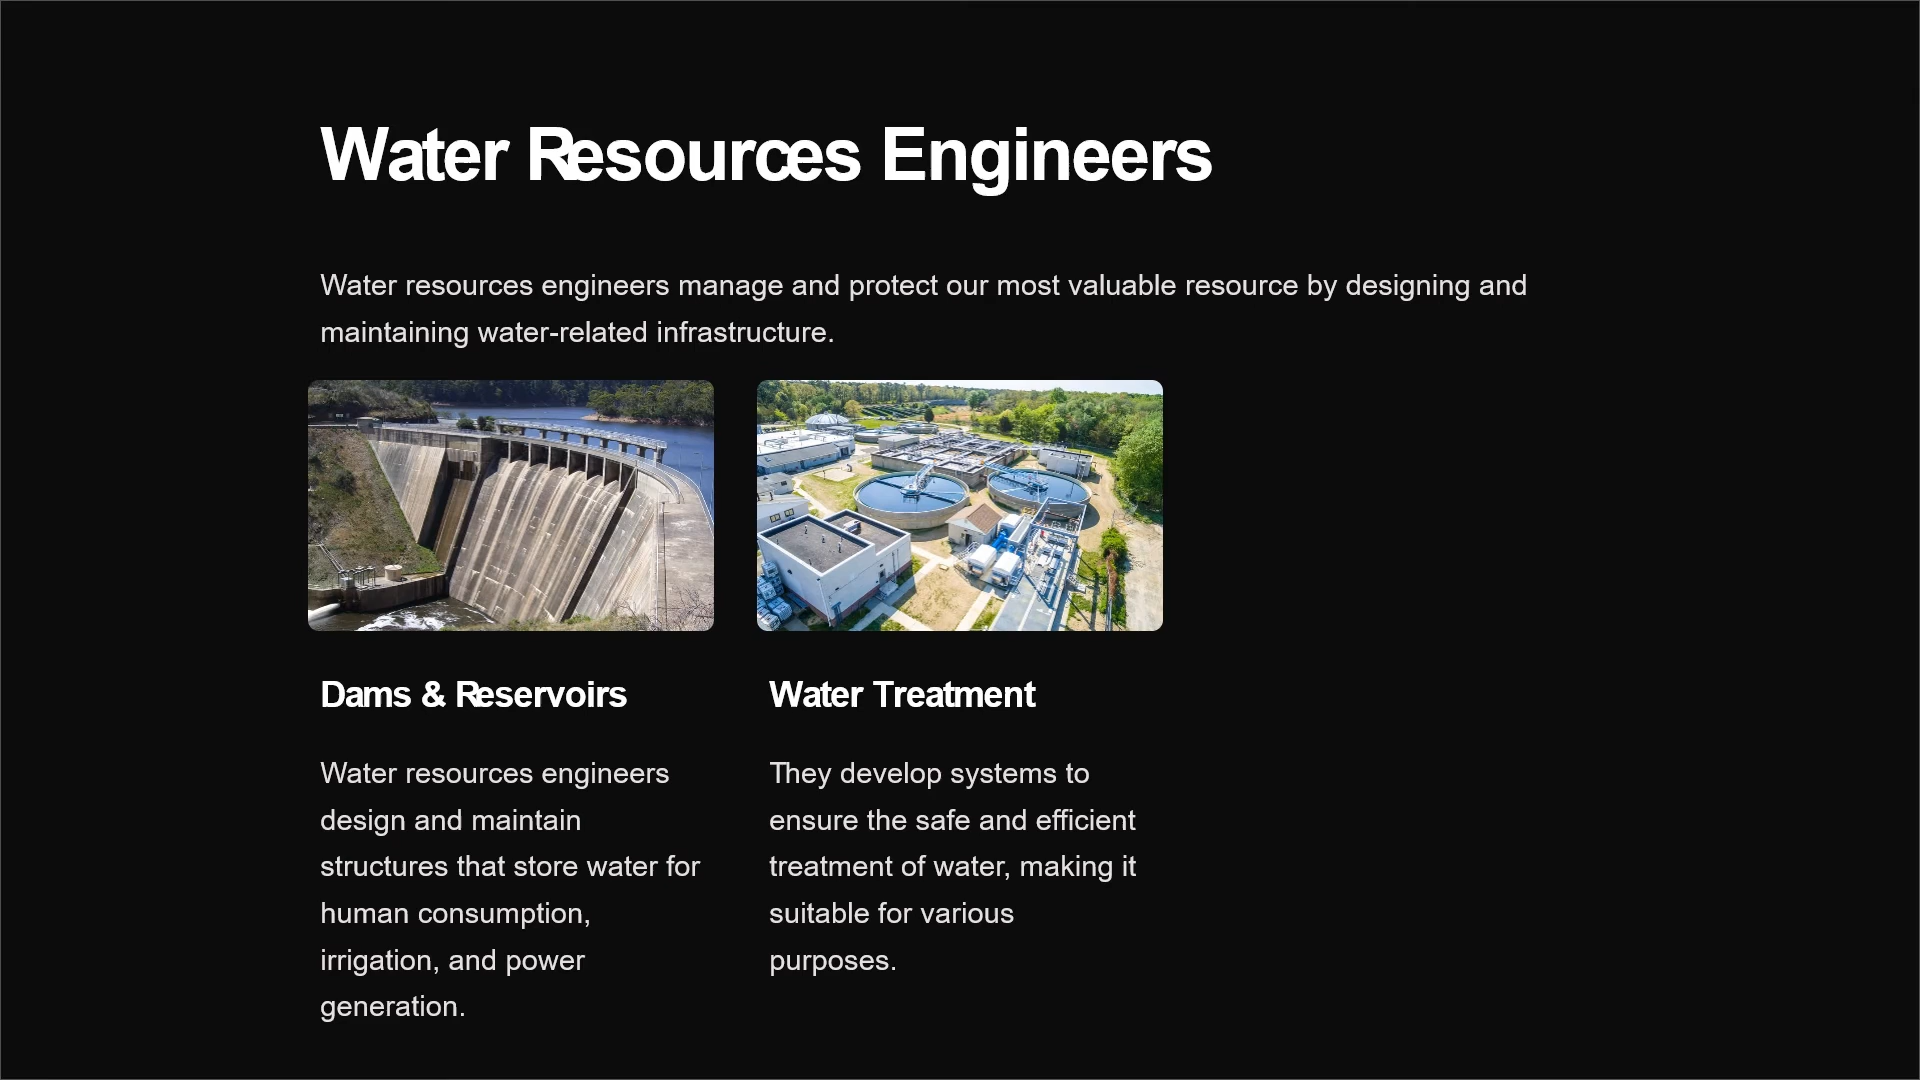 Water Resources Engineers
Water resources engineers manage and protect our most valuable resource by designing and
maintaining water-related infrastructure.
Dams & Reservoirs
Water resources engineers
design and maintain
structures that store water for
human consumption,
irrigation, and power
generation.
Water Treatment
They develop systems to
ensure the safe and efficient
treatment of water, making it
suitable for various
purposes.